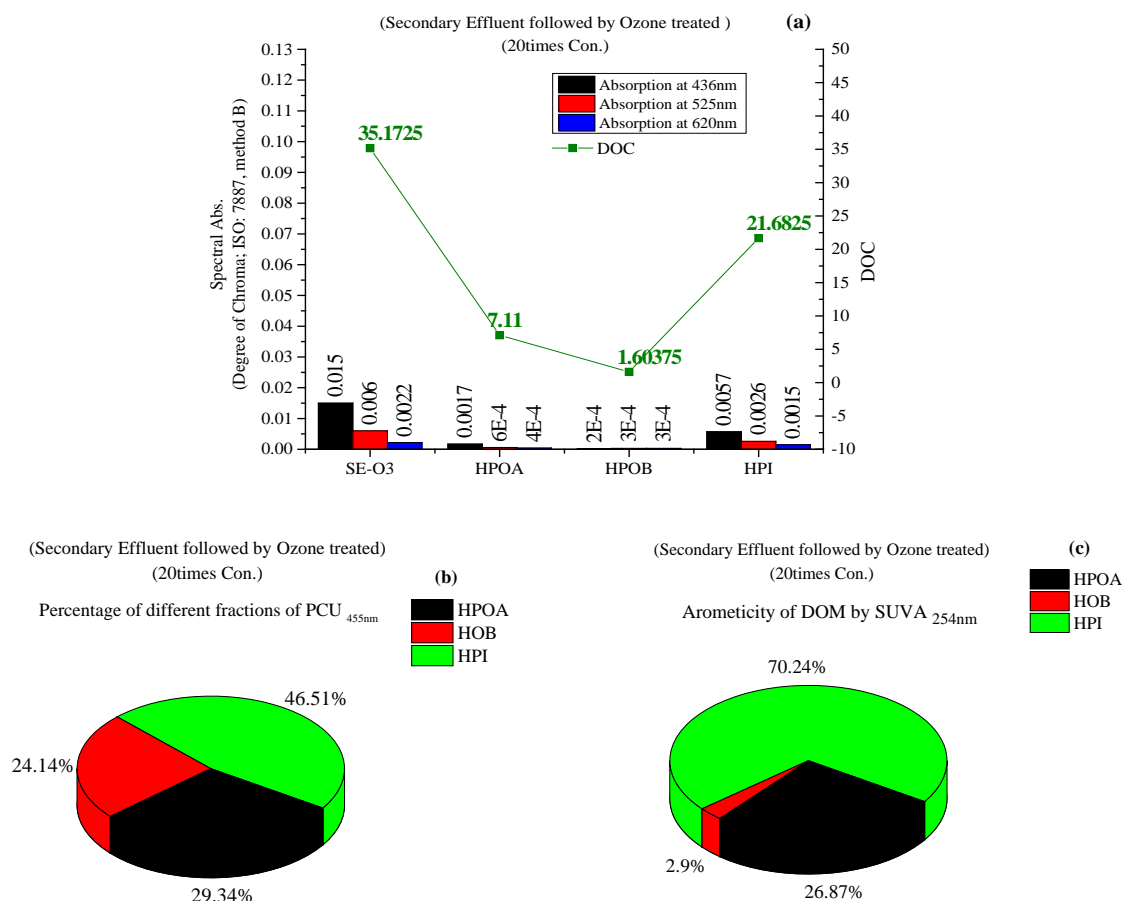 (Secondary Effluent followed by Ozone treated )
(a)
(20times Con.)
Absorption at 436nm
Absorption at 525nm
Absorption at 620nm
DOC
Spectral Abs.
(Degree of Chroma; ISO: 7887, method B)
0.13
0.12
0.11
0.10
0.09
0.08
0.07
0.06
0.05
0.04
0.03
0.02
0.01
0.00
35.1725
7.11
1.60375
21.6825
0.015
0.006
0.0022
0.0017
6E-4
4E-4
2E-4
3E-4
3E-4
0.0057
0.0026
0.0015
50
45
40
35
30
25
20
15
10
5
0
-5
-10
DOC
SE-O3
HPOA
HPOB
HPI
(Secondary Effluent followed by Ozone treated)
(20times Con.)
(b)
Percentage of different fractions of PCU 455nm
HPOA
HOB
HPI
46.51%
24.14%
29.34%
(Secondary Effluent followed by Ozone treated)
(c)
(20times Con.)
Arometicity of DOM by SUVA 254nm
HPOA
HOB
HPI
70.24%
2.9%
26.87%